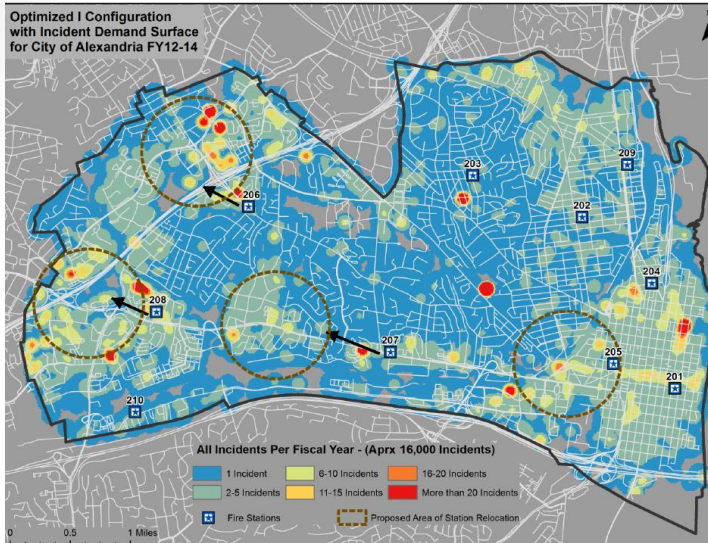 Optimized I Configuration
with Incident Demand Surface
for City of Alexandria FY12-14
203
209
206
202
204
208
207
205
201
210
All Incidents Per Fiscal Year - (Aprx 16,000 Incidents)
1 Incident
6-10 Incidents
16-20 Incidents
2-5 Incidents
11-15 Incidents
More than 20 Incidents
Fire Stations
Proposed Area of Station Relocation
0 0.5 1 Miles